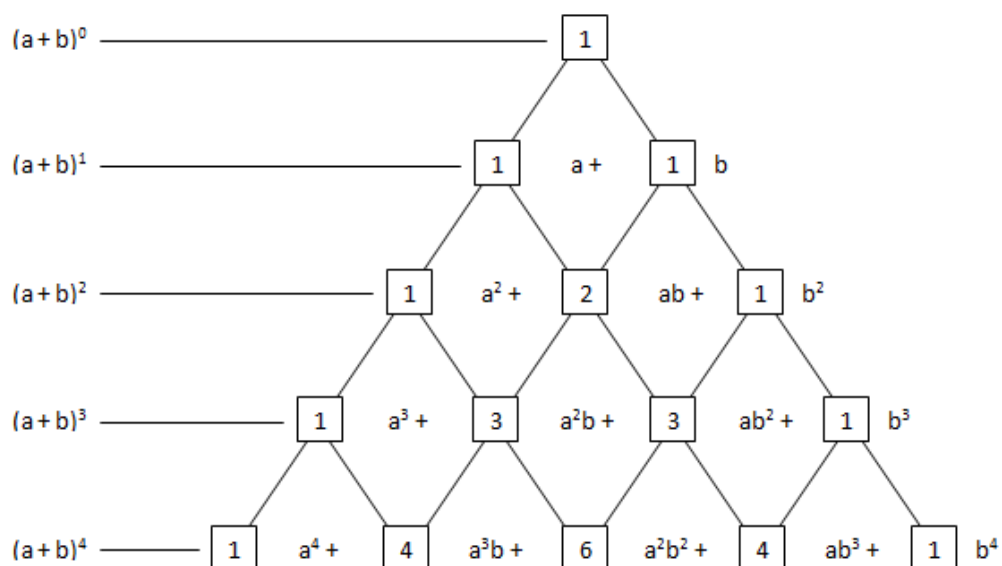 (a + b)⁰ 1
(a + b)¹ 1 a + 1 b
(a + b)² 1 a² + 2 ab + 1 b²
(a + b)³ 1 a³ + 3 a²b + 3 ab² + 1 b³
(a + b)⁴ 1 a⁴ + 4 a³b + 6 a²b² + 4 ab³ + 1 b⁴